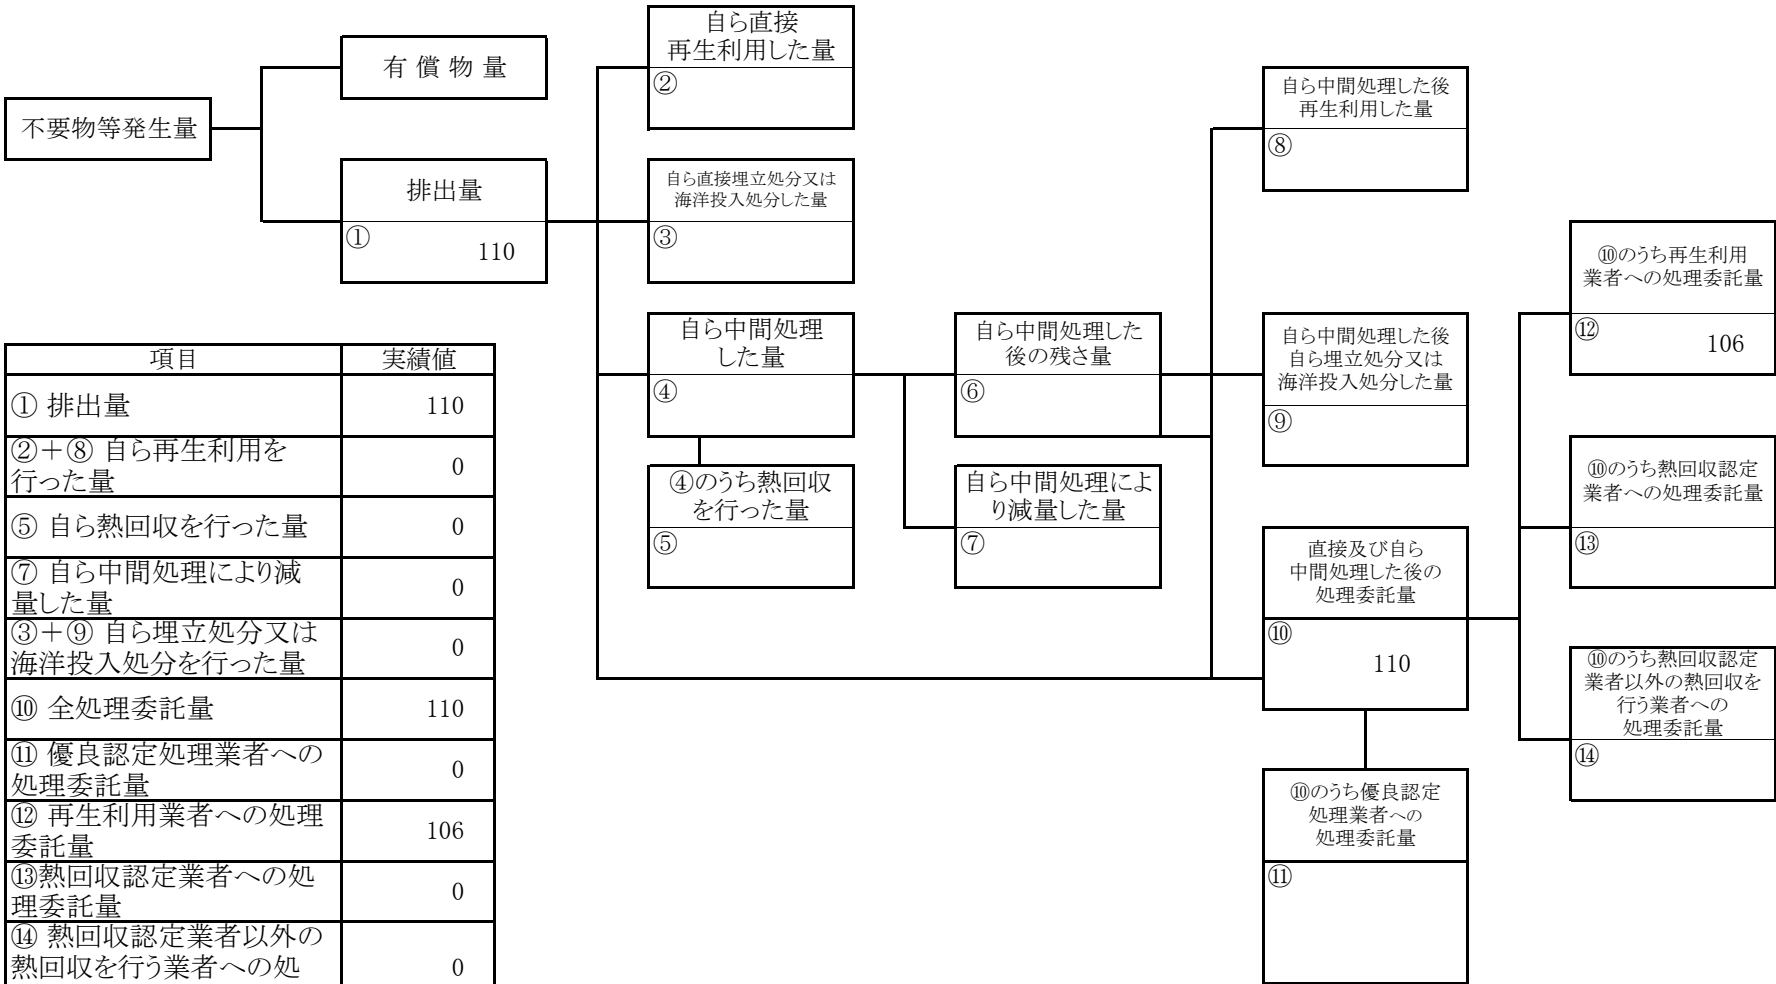 不要物等発生量
有 償 物 量
排出量
① 110
自ら直接
再生利用した量
②
自ら直接埋立処分又は
海洋投入処分した量
③
自ら中間処理
した量
④
④のうち熱回収
を行った量
⑤
自ら中間処理した
後の残さ量
⑥
自ら中間処理によ
り減量した量
⑦
自ら中間処理した後
再生利用した量
⑧
自ら中間処理した後
自ら埋立処分又は
海洋投入処分した量
⑨
直接及び自ら
中間処理した後の
処理委託量
⑩
110
⑩のうち優良認定
処理業者への
処理委託量
⑪
⑩のうち再生利用
業者への処理委託量
⑫ 106
⑩のうち熱回収認定
業者への処理委託量
⑬
⑩のうち熱回収認定
業者以外の熱回収を
行う業者への
処理委託量
⑭
項目 実績値
① 排出量 110
②+⑧ 自ら再生利用を
行った量 0
⑤ 自ら熱回収を行った量 0
⑦ 自ら中間処理により減
量した量 0
③+⑨ 自ら埋立処分又は
海洋投入処分を行った量 0
⑩ 全処理委託量 110
⑪ 優良認定処理業者への
処理委託量 0
⑫ 再生利用業者への処理
委託量 106
⑬熱回収認定業者への処
理委託量 0
⑭ 熱回収認定業者以外の
熱回収を行う業者への処 0